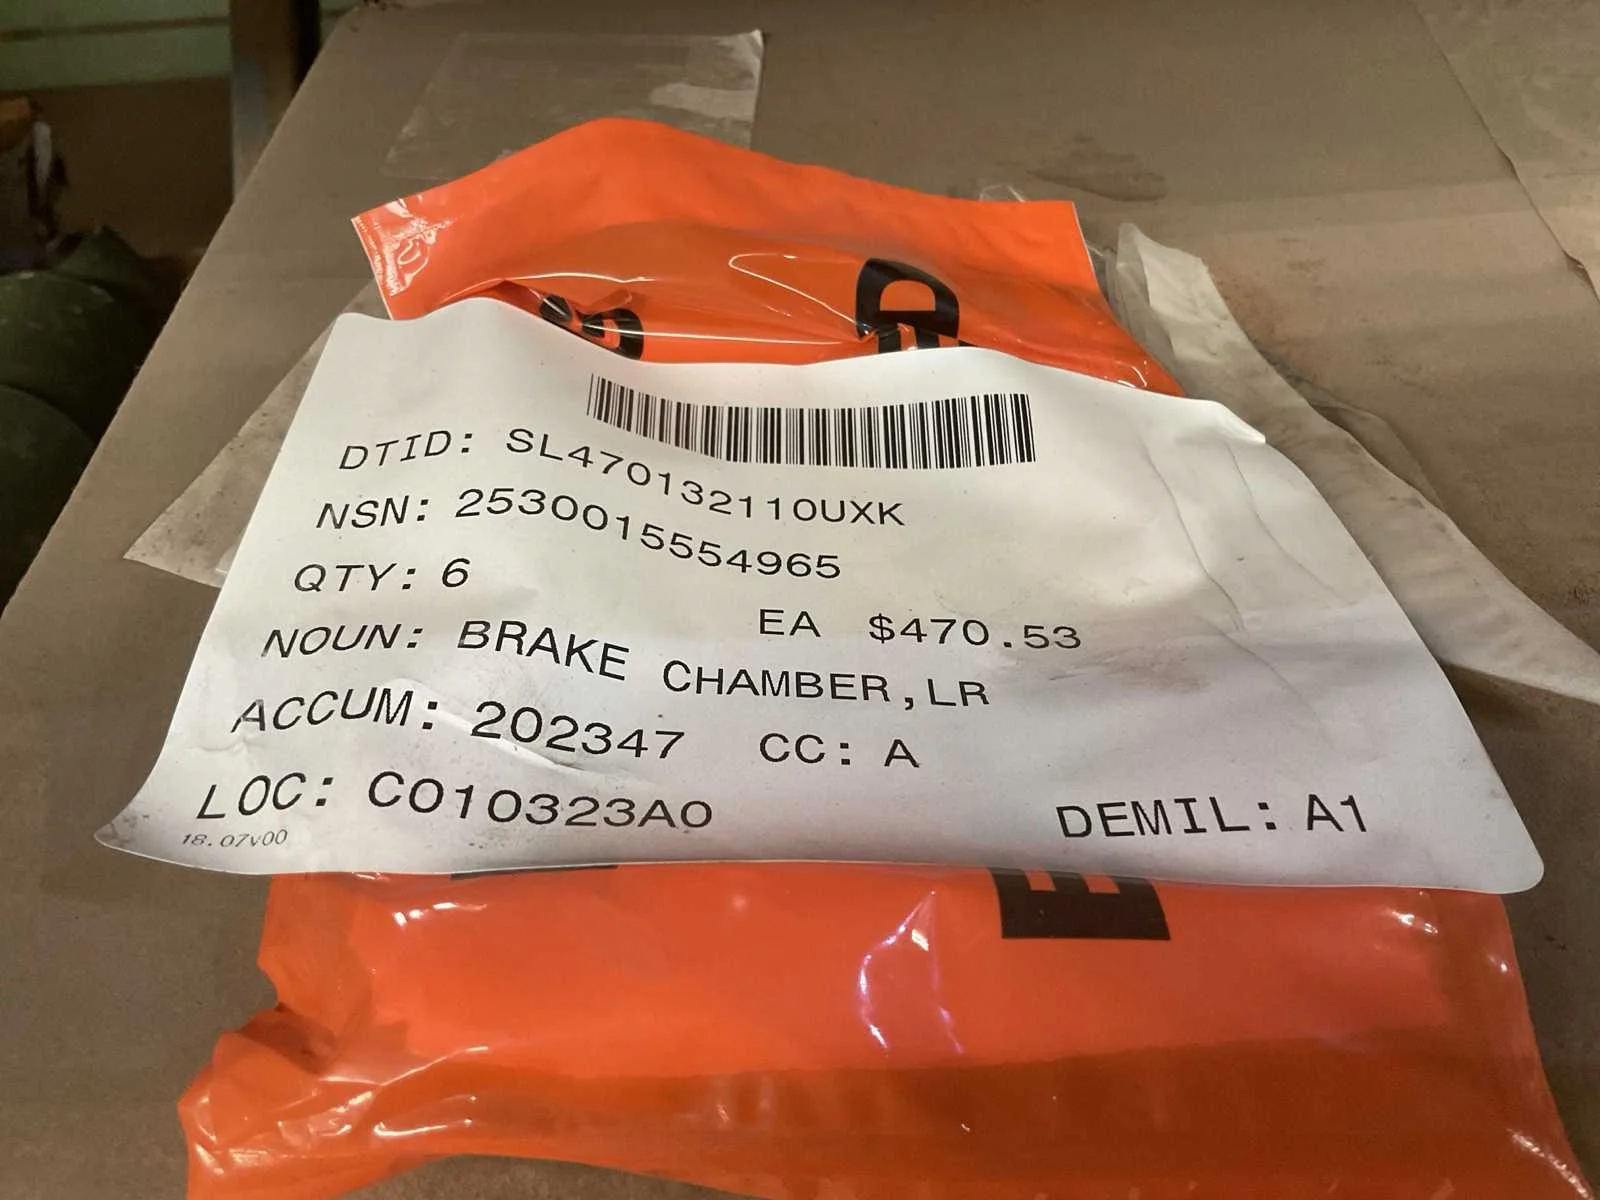 DTID: SL470132110UXK
NSN: 2530015554965
QTY: 6 EA $470.53
NOUN: BRAKE CHAMBER,LR
ACCUM: 202347 CC: A
LOC: C010323A0 DEMIL: A1
18.07v00